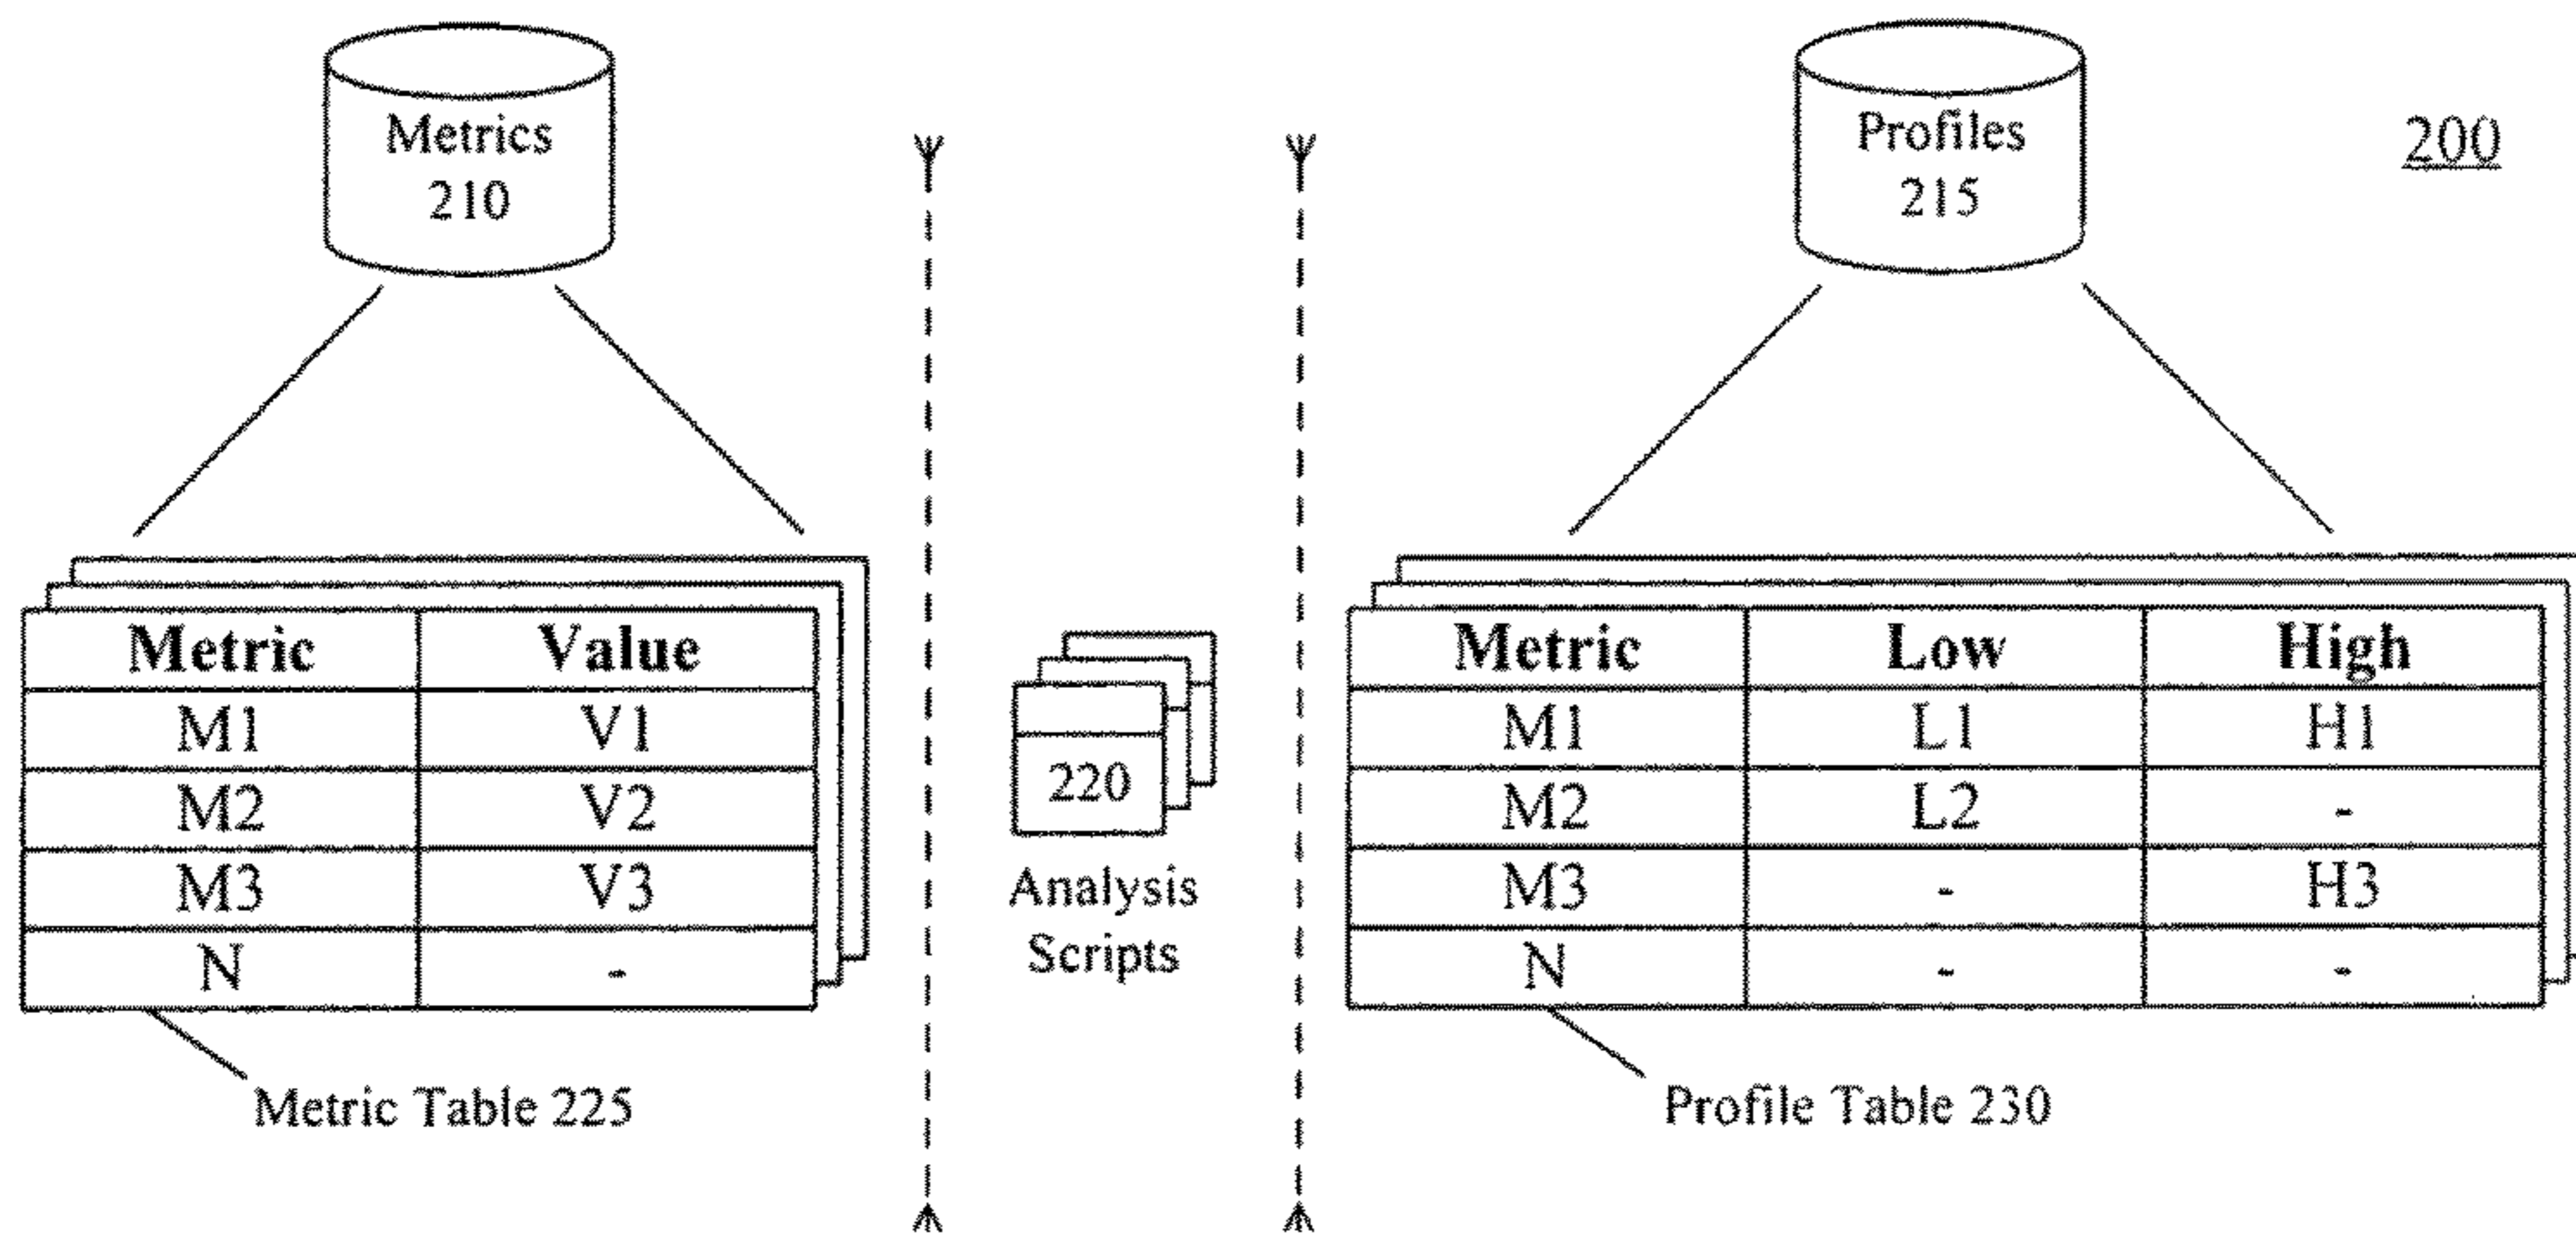 Metrics
210
Profiles
215
200
Metric Value
M1 V1
M2 V2
M3 V3
N -
220
Analysis
Scripts
Metric Low High
M1 L1 H1
M2 L2 -
M3 - H3
N - -
Metric Table 225
Profile Table 230